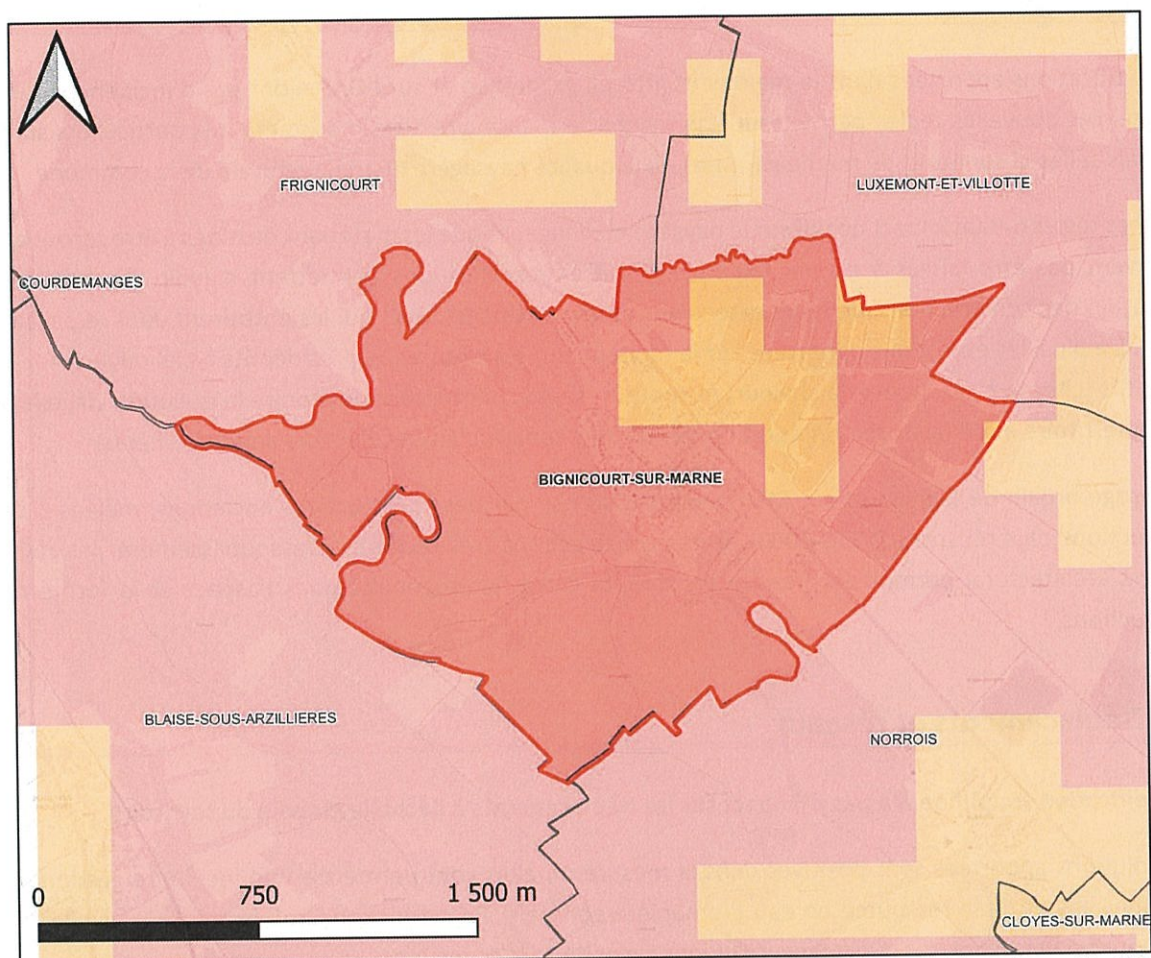 FRIGNICOURT
LUXEMONT-ET-VILLOTTE
COURDEMANGES
BIGNICOURT-SUR-MARNE
BLAISE-SOUS-ARZILLIERES
NORROIS
0 750 1 500 m
CLOYES-SUR-MARNE